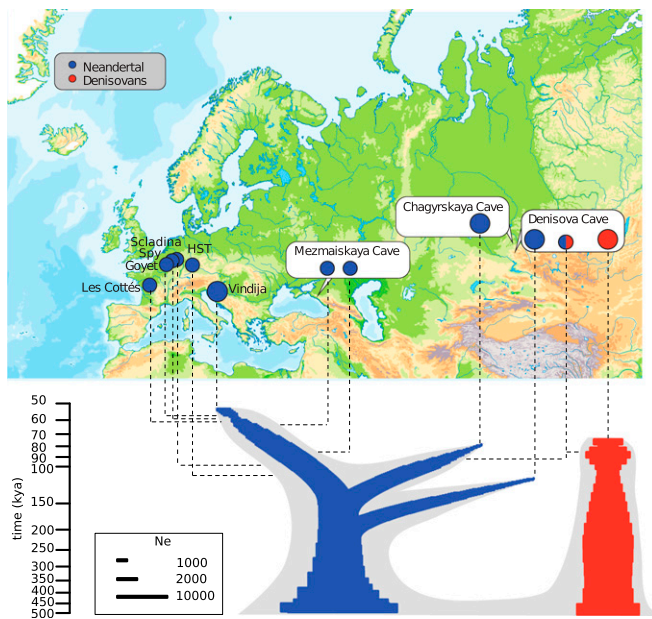 Neandertal
Denisovans
Chagyrskaya Cave
Denisova Cave
Scladina
Spy
HST
Goyet
Mezmaiskaya Cave
Les Cottés
Vindija
50
60
70
80
90
100
150
200
250
300
350
400
450
500
time (kya)
Ne
1000
2000
10000